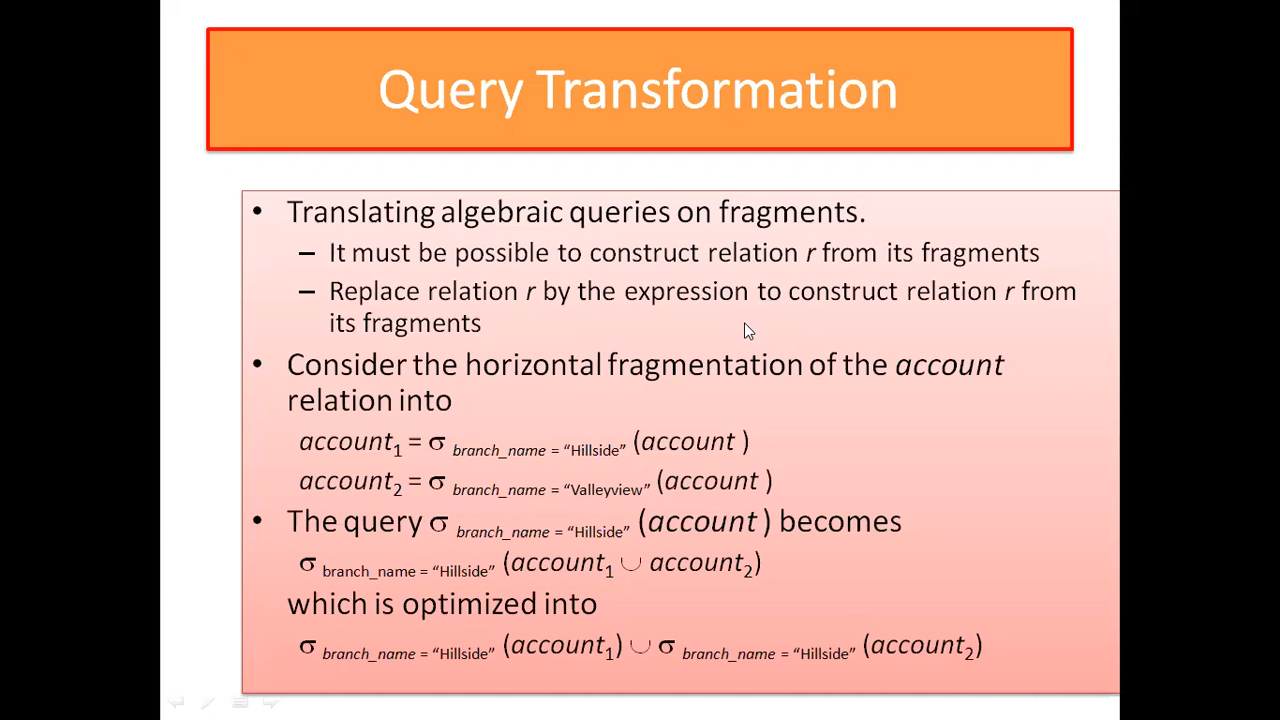 Query Transformation
• Translating algebraic queries on fragments.
– It must be possible to construct relation r from its fragments
– Replace relation r by the expression to construct relation r from
its fragments
• Consider the horizontal fragmentation of the account
relation into
account₁ = σ branch_name = “Hillside” (account )
account₂ = σ branch_name = “Valleyview” (account )
• The query σ branch_name = “Hillside” (account ) becomes
σ branch_name = “Hillside” (account₁ ∪ account₂)
which is optimized into
σ branch_name = “Hillside” (account₁) ∪ σ branch_name = “Hillside” (account₂)